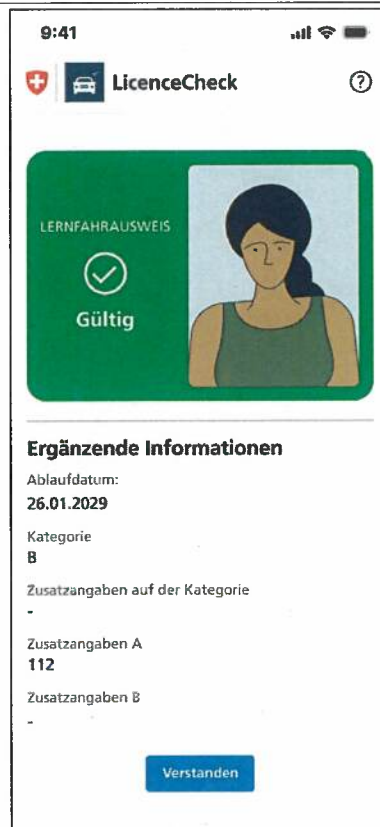 9:41
LicenceCheck
?
LERNFAHRAUSWEIS
Gültig
Ergänzende Informationen
Ablaufdatum:
26.01.2029
Kategorie
B
Zusatzangaben auf der Kategorie
-
Zusatzangaben A
112
Zusatzangaben B
-
Verstanden